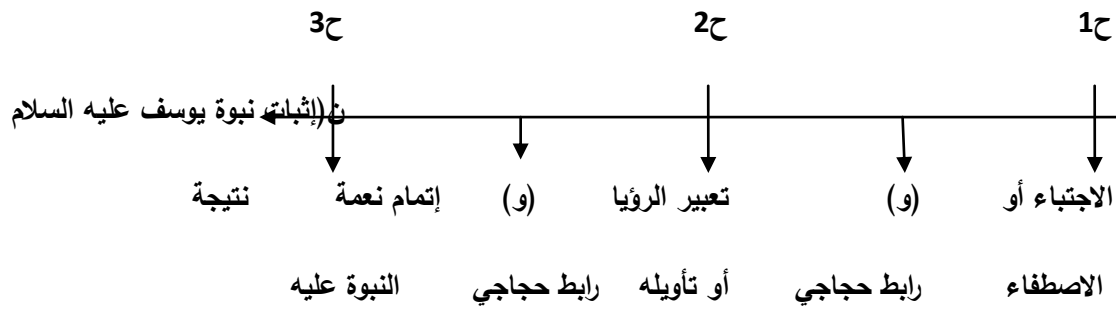 ح1 ح2 ح3
ن(إثبات نبوة يوسف عليه السلام
الاجتباء أو (و) تعبير الرؤيا (و) إتمام نعمة نتيجة
الاصطفاء رابط حجاجي أو تأويله رابط حجاجي النبوة عليه